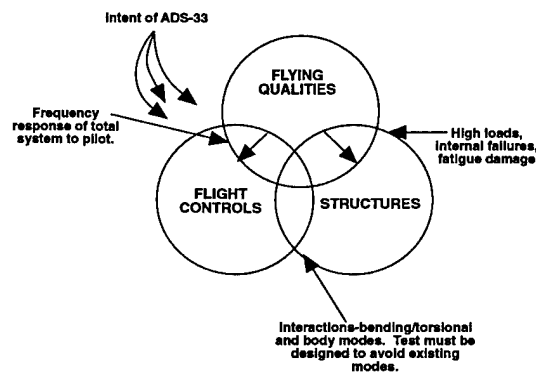 Intent of ADS-33
FLYING
QUALITIES
Frequency
response of total
system to pilot.
High loads,
internal failures,
fatigue damage
FLIGHT
CONTROLS
STRUCTURES
Interactions-bending/torsional
and body modes. Test must be
designed to avoid existing
modes.